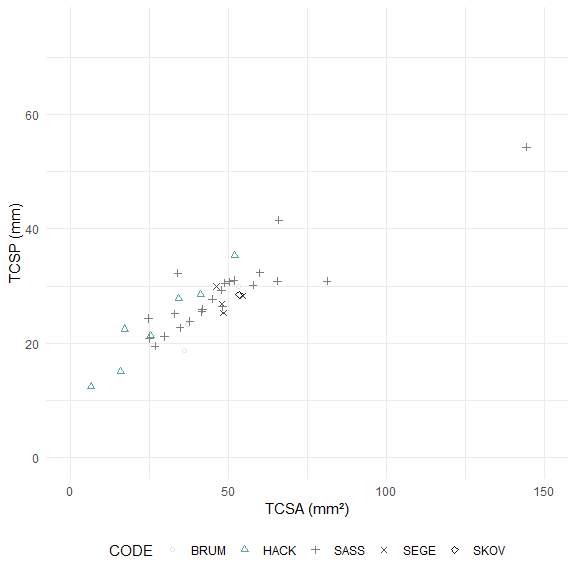 TCSP (mm)
60
40
20
0
0 50 100 150
TCSA (mm²)
CODE BRUM HACK SASS SEGE SKOV